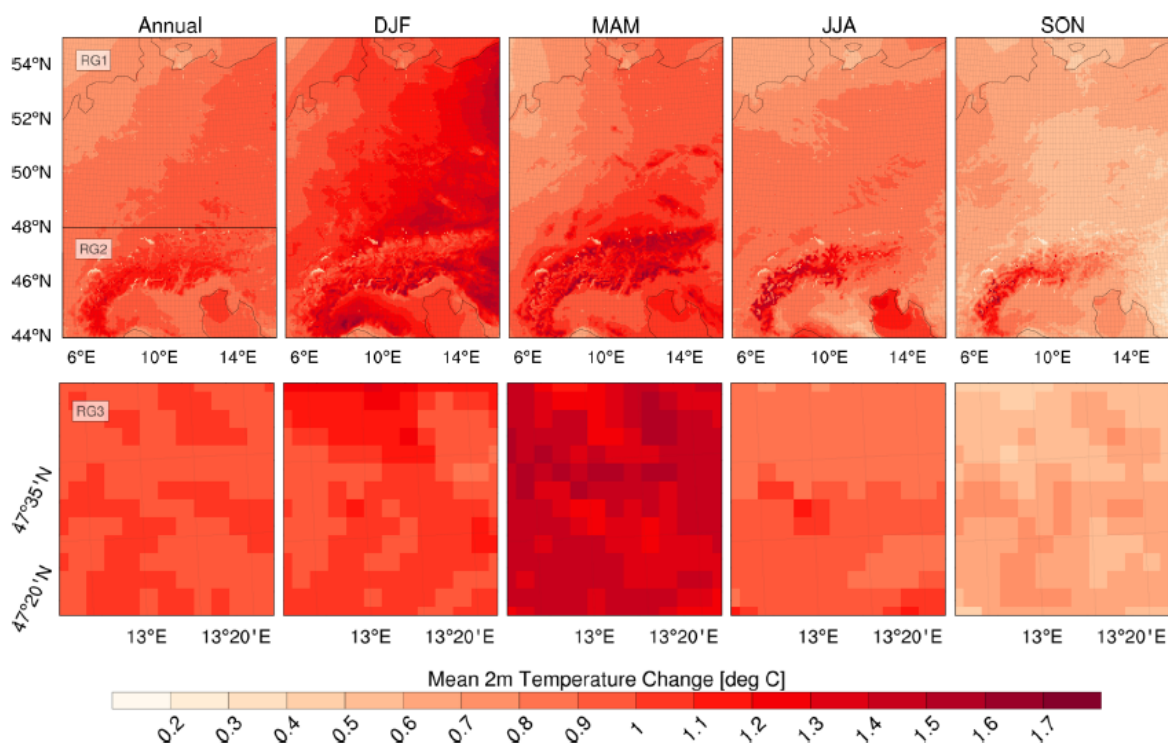 Annual DJF MAM JJA SON
54°N
RG1
52°N
50°N
48°N
RG2
46°N
44°N
6°E 10°E 14°E 6°E 10°E 14°E 6°E 10°E 14°E 6°E 10°E 14°E 6°E 10°E 14°E
RG3
47°35'N
47°20'N
13°E 13°20'E 13°E 13°20'E 13°E 13°20'E 13°E 13°20'E 13°E 13°20'E
Mean 2m Temperature Change [deg C]
0.2 0.3 0.4 0.5 0.6 0.7 0.8 0.9 1 1.1 1.2 1.3 1.4 1.5 1.6 1.7